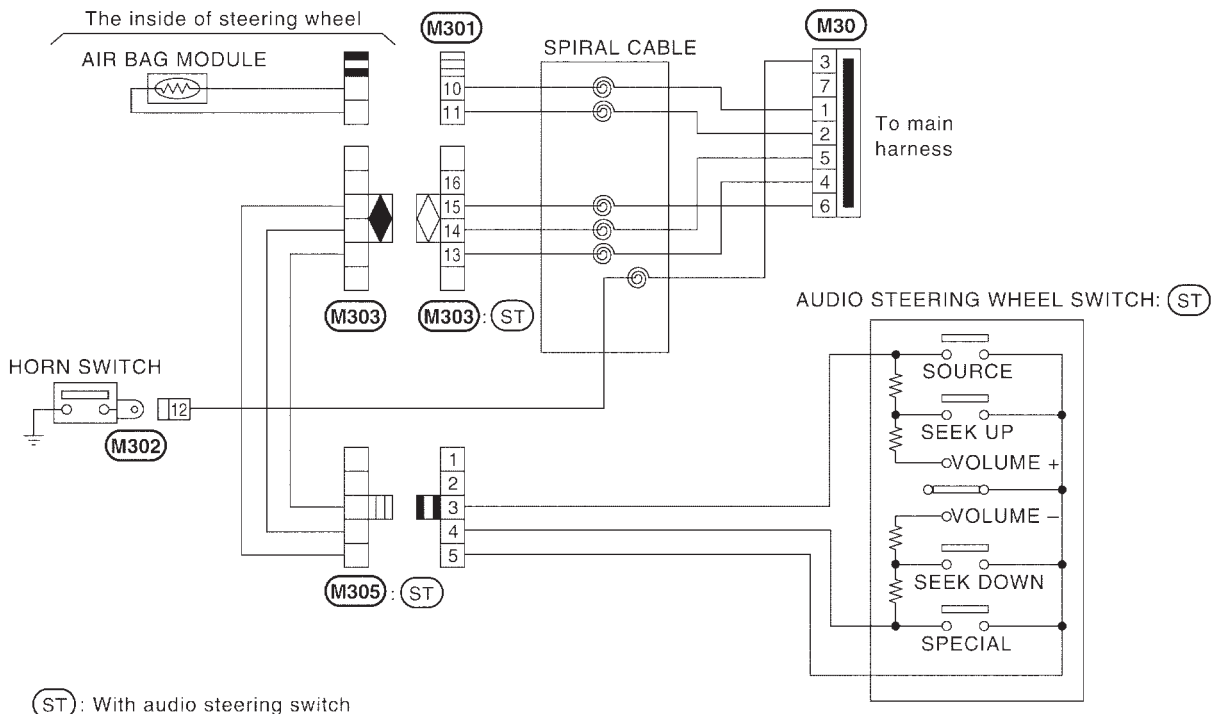 The inside of steering wheel
M301
M30
AIR BAG MODULE
SPIRAL CABLE
3
7
1
2
5
4
6
To main
harness
10
11
16
15
14
13
M303
M303 : ST
AUDIO STEERING WHEEL SWITCH: ST
HORN SWITCH
12
M302
SOURCE
SEEK UP
VOLUME +
VOLUME –
SEEK DOWN
SPECIAL
1
2
3
4
5
M305 : ST
ST : With audio steering switch